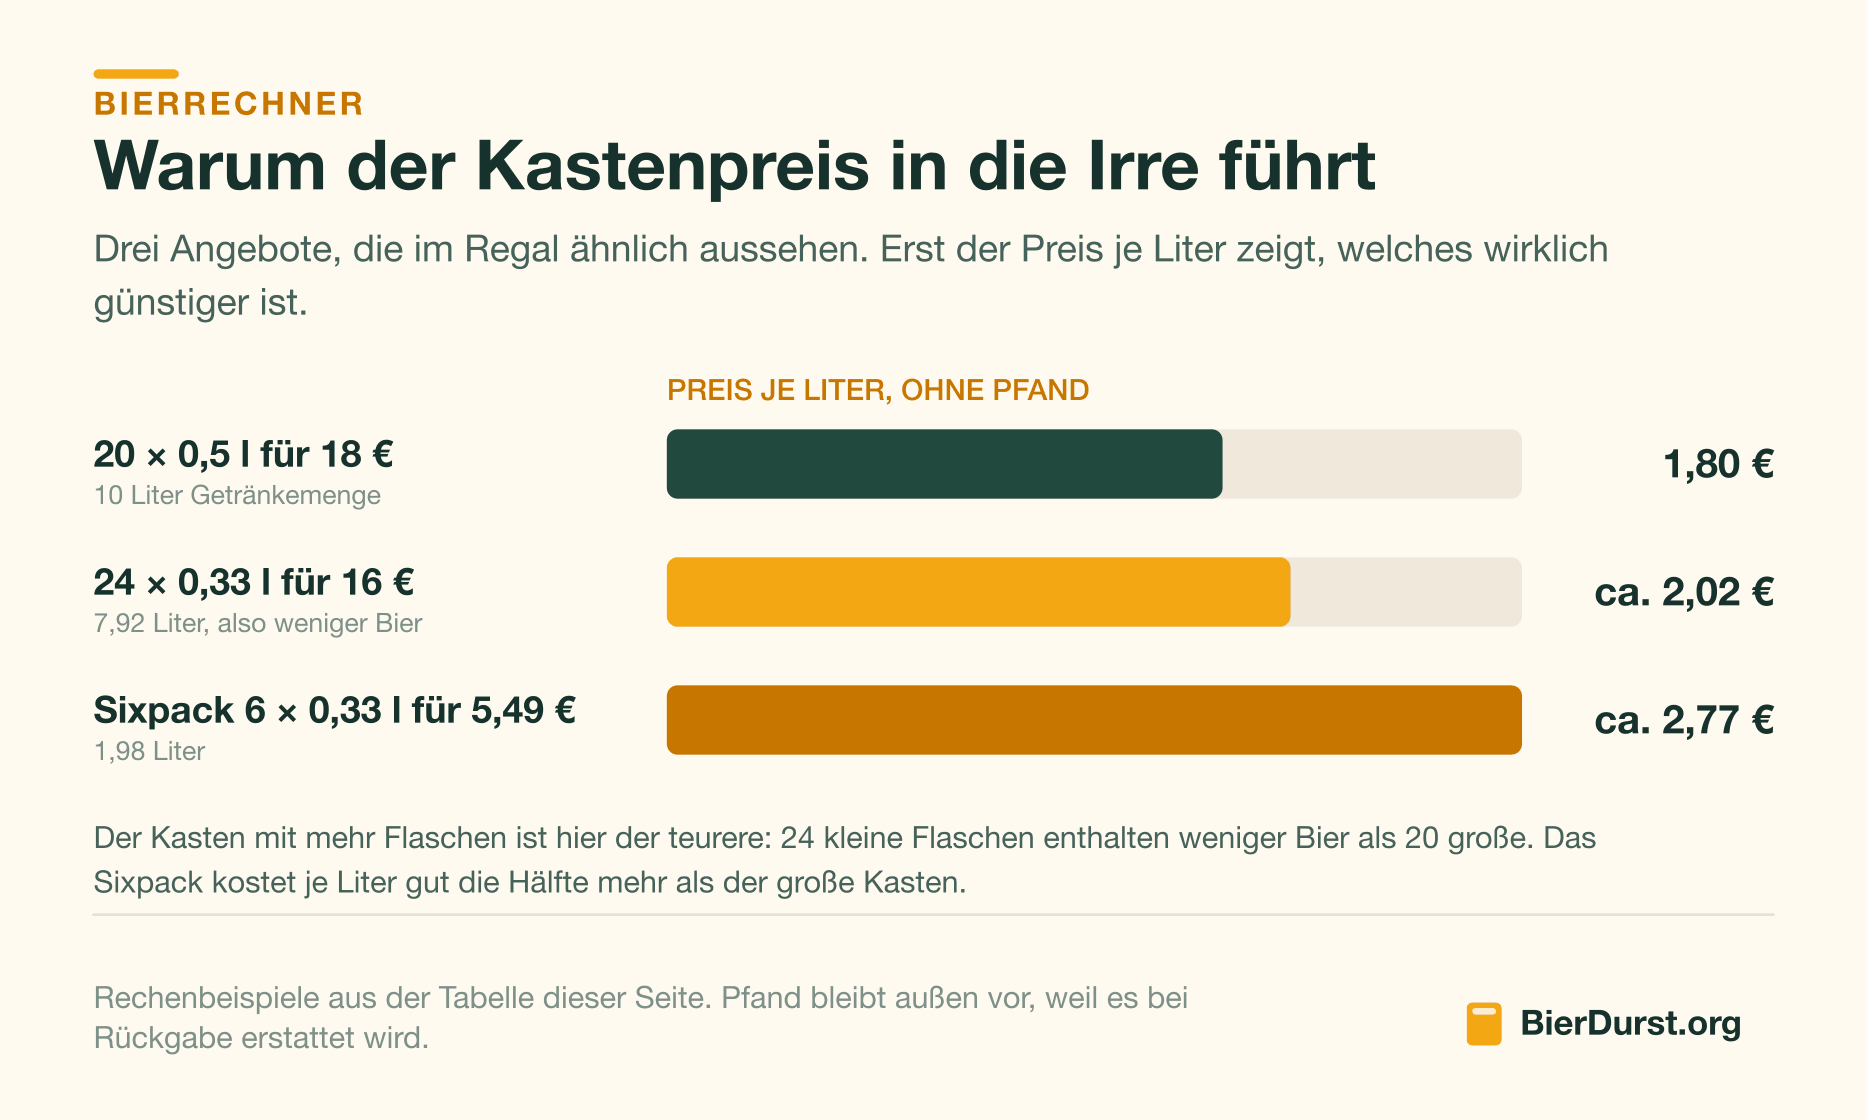 BIERRECHNER
Warum der Kastenpreis in die Irre führt
Drei Angebote, die im Regal ähnlich aussehen. Erst der Preis je Liter zeigt, welches wirklich
günstiger ist.
PREIS JE LITER, OHNE PFAND
20 × 0,5 l für 18 €
10 Liter Getränkemenge
1,80 €
24 × 0,33 l für 16 €
7,92 Liter, also weniger Bier
ca. 2,02 €
Sixpack 6 × 0,33 l für 5,49 €
1,98 Liter
ca. 2,77 €
Der Kasten mit mehr Flaschen ist hier der teurere: 24 kleine Flaschen enthalten weniger Bier als 20 große. Das
Sixpack kostet je Liter gut die Hälfte mehr als der große Kasten.
Rechenbeispiele aus der Tabelle dieser Seite. Pfand bleibt außen vor, weil es bei
Rückgabe erstattet wird.
BierDurst.org